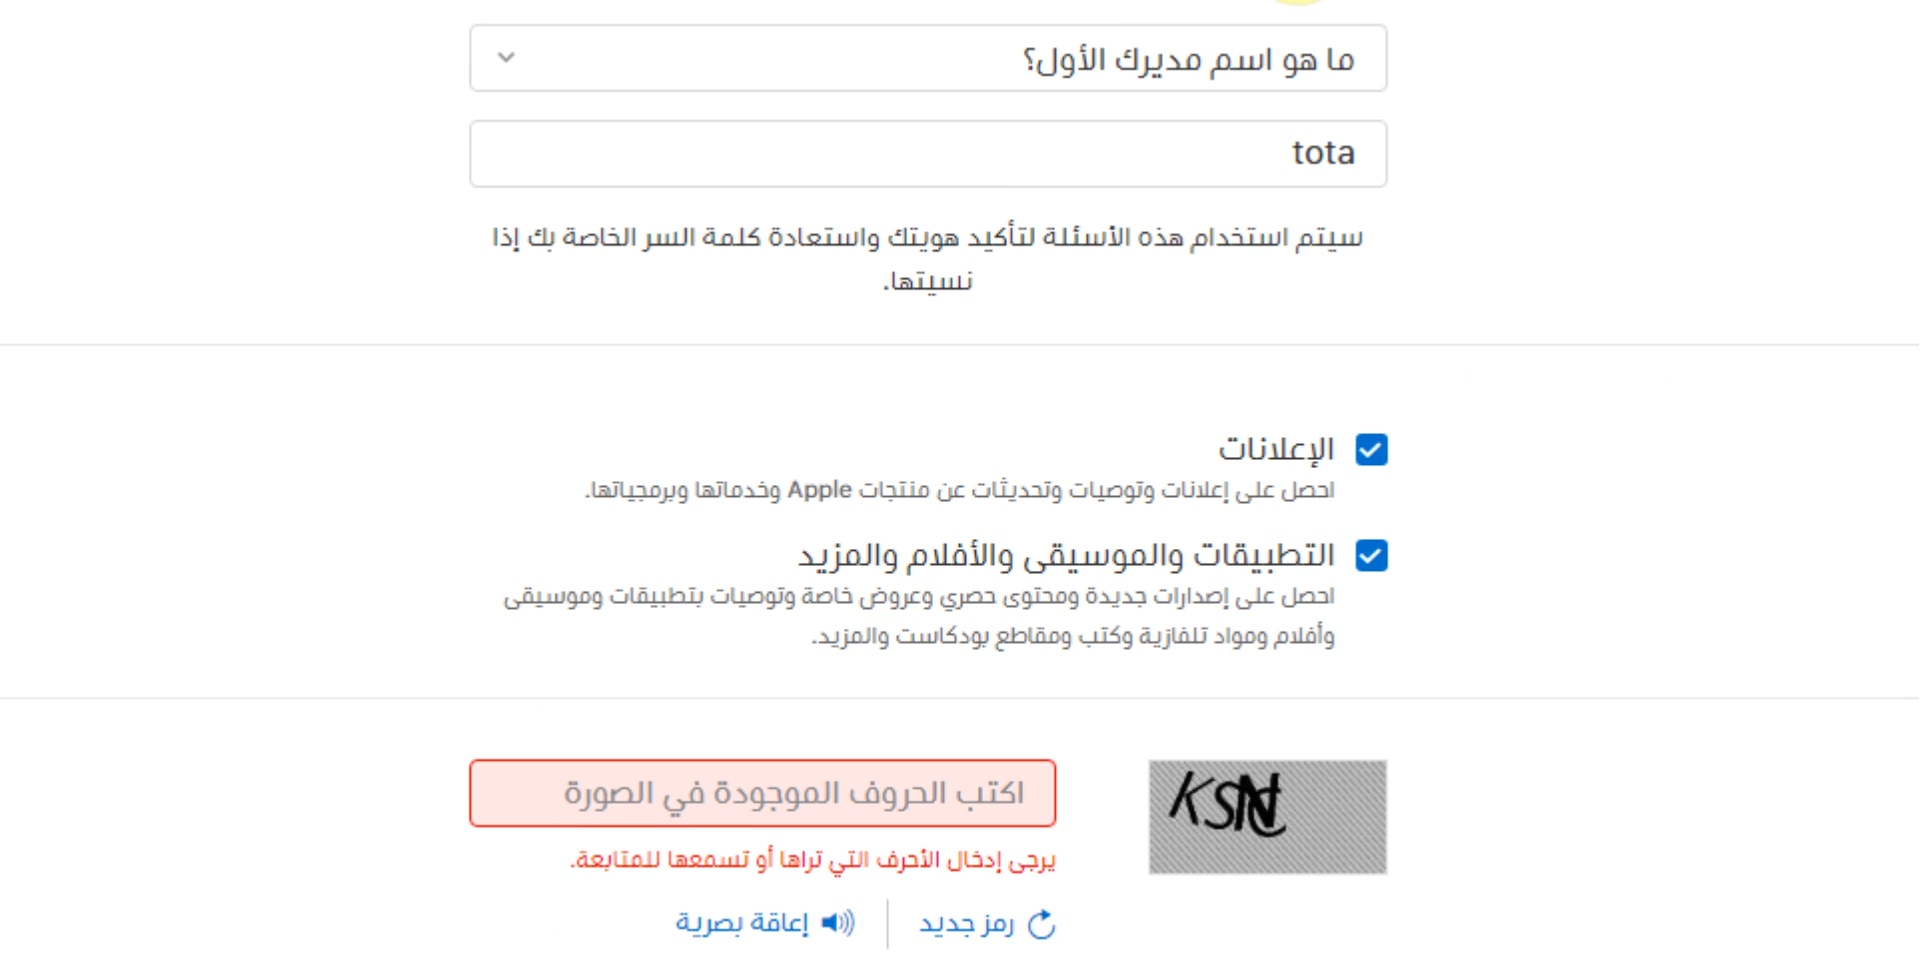 ما هو اسم مديرك الأول؟
tota
سيتم استخدام هذه الأسئلة لتأكيد هويتك واستعادة كلمة السر الخاصة بك إذا
نسيتها.
الإعلانات
احصل على إعلانات وتوصيات وتحديثات عن منتجات Apple وخدماتها وبرمجياتها.
التطبيقات والموسيقى والأفلام والمزيد
احصل على إصدارات جديدة ومحتوى حصري وعروض خاصة وتوصيات بتطبيقات وموسيقى
وأفلام ومواد تلفازية وكتب ومقاطع بودكاست والمزيد.
اكتب الحروف الموجودة في الصورة
يرجى إدخال الأحرف التي تراها أو تسمعها للمتابعة.
رمز جديد
إعاقة بصرية